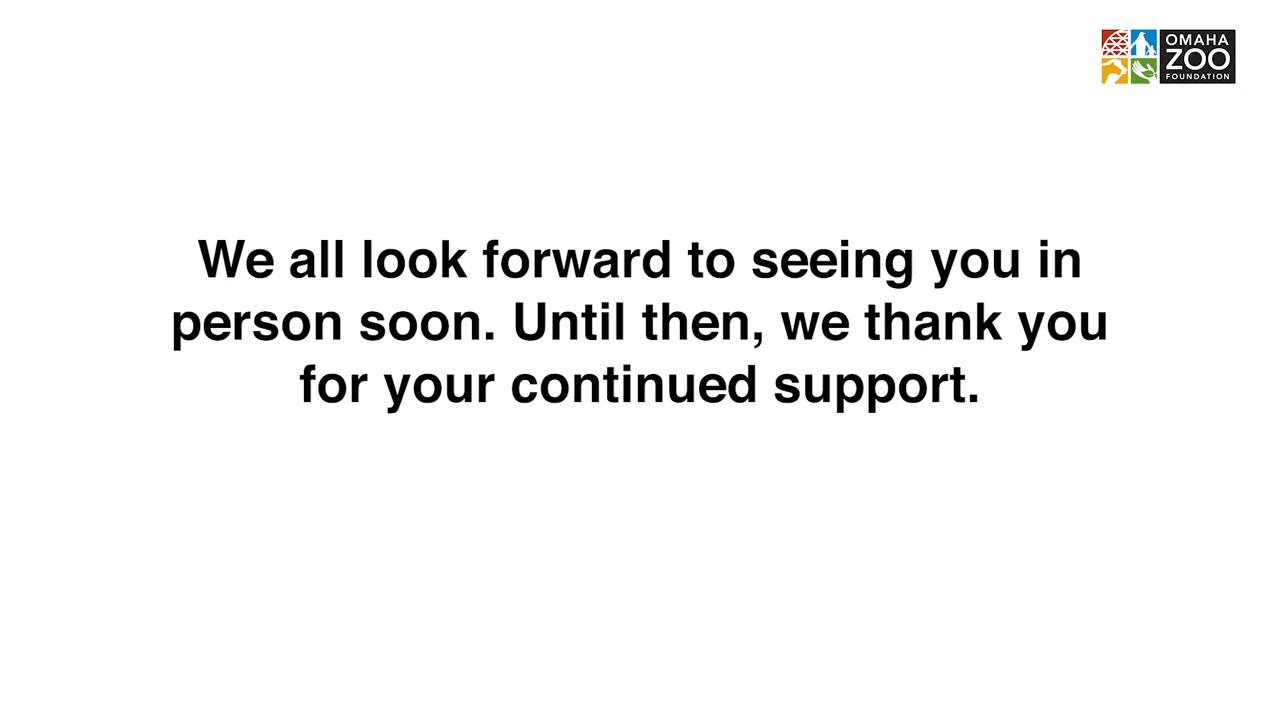 OMAHA
ZOO
FOUNDATION
We all look forward to seeing you in
person soon. Until then, we thank you
for your continued support.